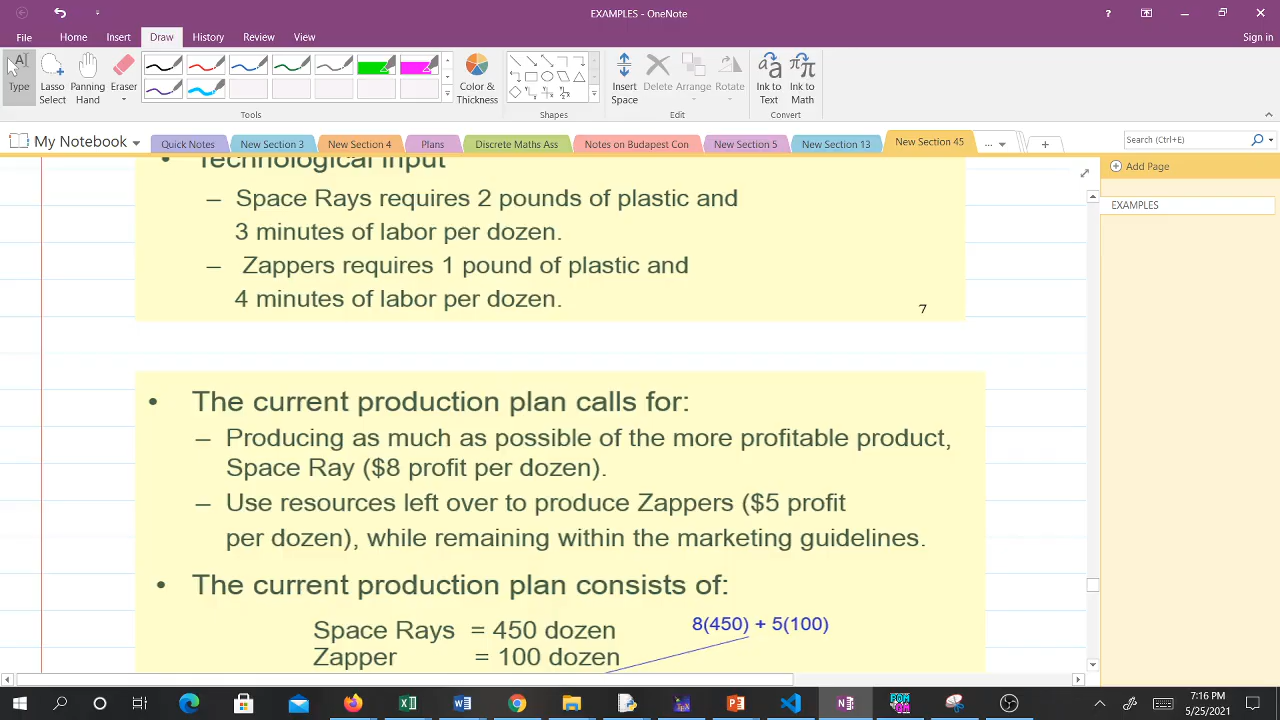 EXAMPLES - OneNote
?
File Home Insert Draw History Review View
Sign in
Type
Lasso Select
Panning Hand
Eraser
Color & Thickness
Insert Space
Delete
Arrange
Rotate
Ink to Text
Ink to Math
Tools
Shapes
Edit
Convert
My Notebook
Quick Notes
New Section 3
New Section 4
Plans
Discrete Maths Ass
Notes on Budapest Con
New Section 5
New Section 13
New Section 45
...
Search (Ctrl+E)
Add Page
EXAMPLES
• Technological input
– Space Rays requires 2 pounds of plastic and
3 minutes of labor per dozen.
– Zappers requires 1 pound of plastic and
4 minutes of labor per dozen.
7
• The current production plan calls for:
– Producing as much as possible of the more profitable product,
Space Ray ($8 profit per dozen).
– Use resources left over to produce Zappers ($5 profit
per dozen), while remaining within the marketing guidelines.
• The current production plan consists of:
Space Rays = 450 dozen
8(450) + 5(100)
Zapper = 100 dozen
7:16 PM
5/25/2021